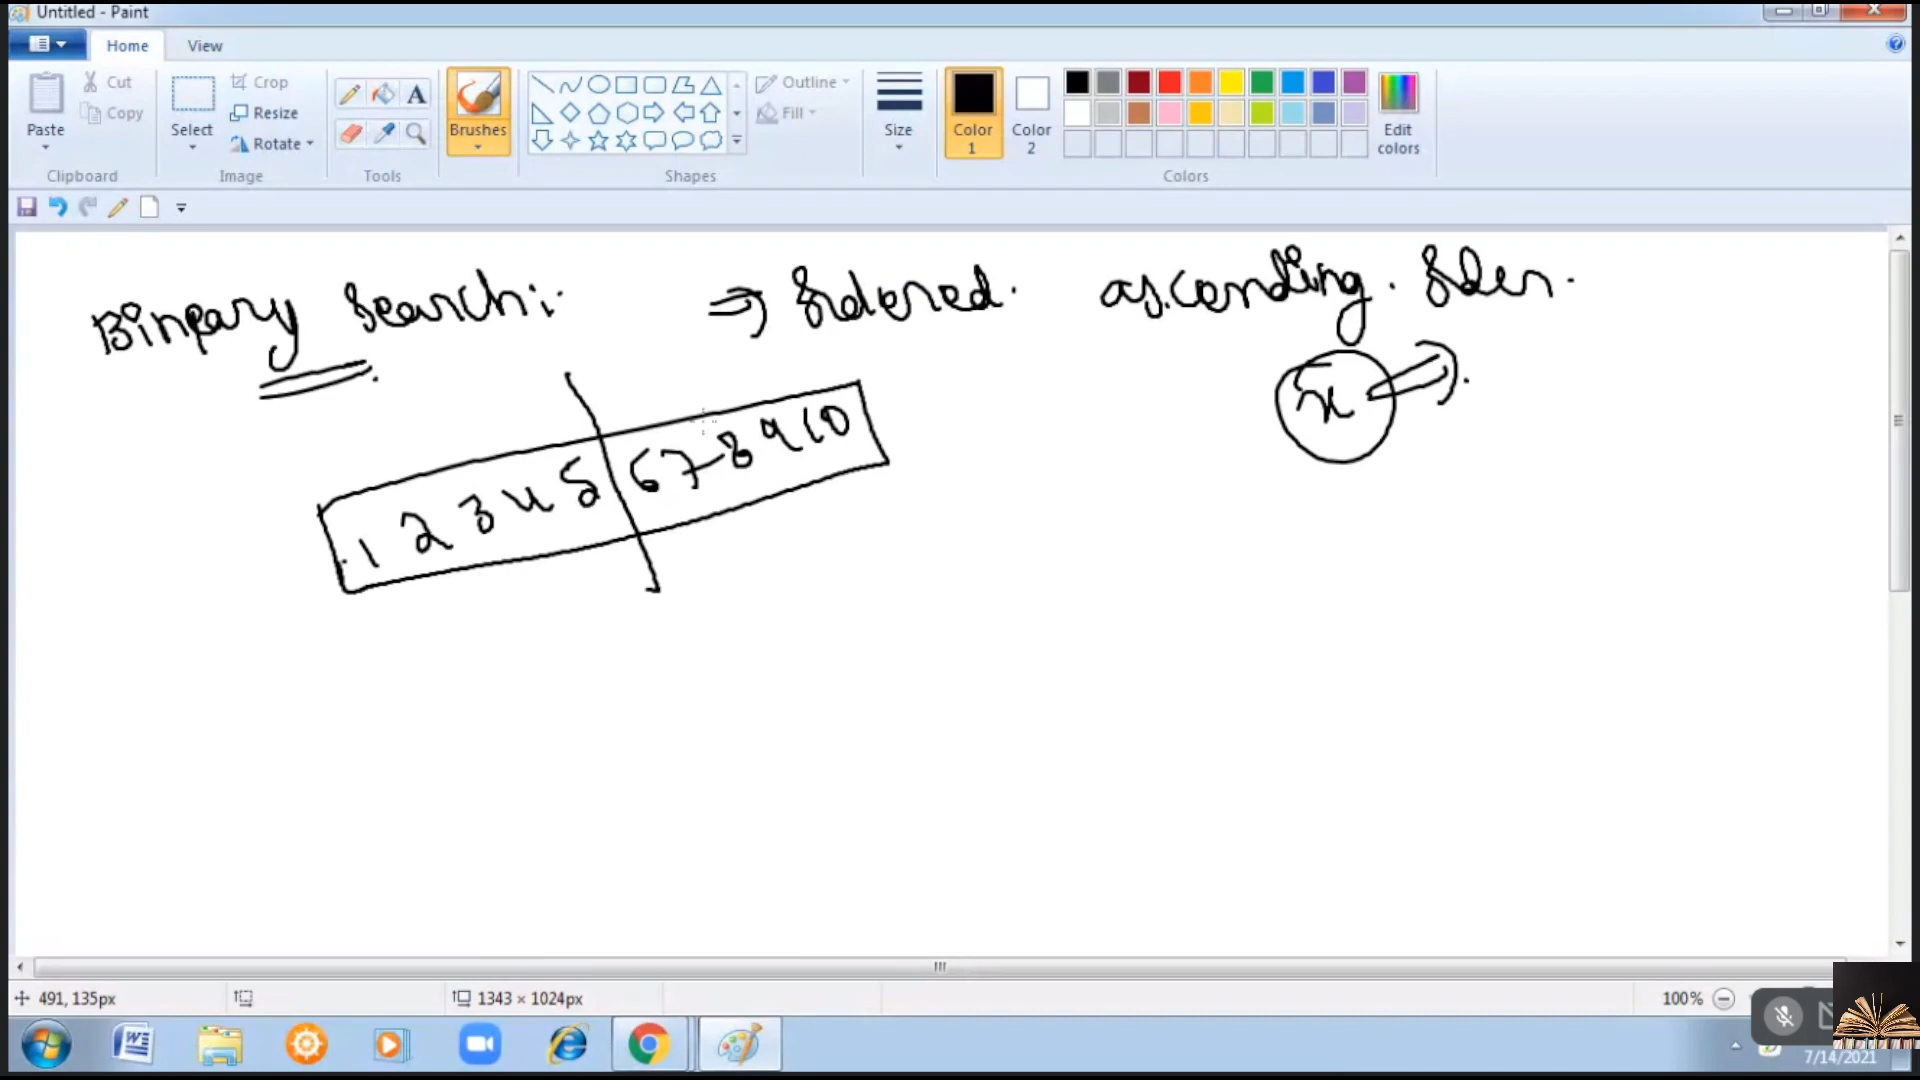 Untitled - Paint
Home View
Cut
Copy
Paste
Clipboard
Crop
Resize
Rotate
Select
Image
A
Tools
Brushes
Outline
Fill
Shapes
Size
Color 1
Color 2
Edit colors
Colors
Binpary Search:- ⇒ Ordered. ascending. Order.
x ⇒
1 2 3 4 5 6 7 8 9 10
491, 135px
1343 × 1024px
100%
7/14/2021